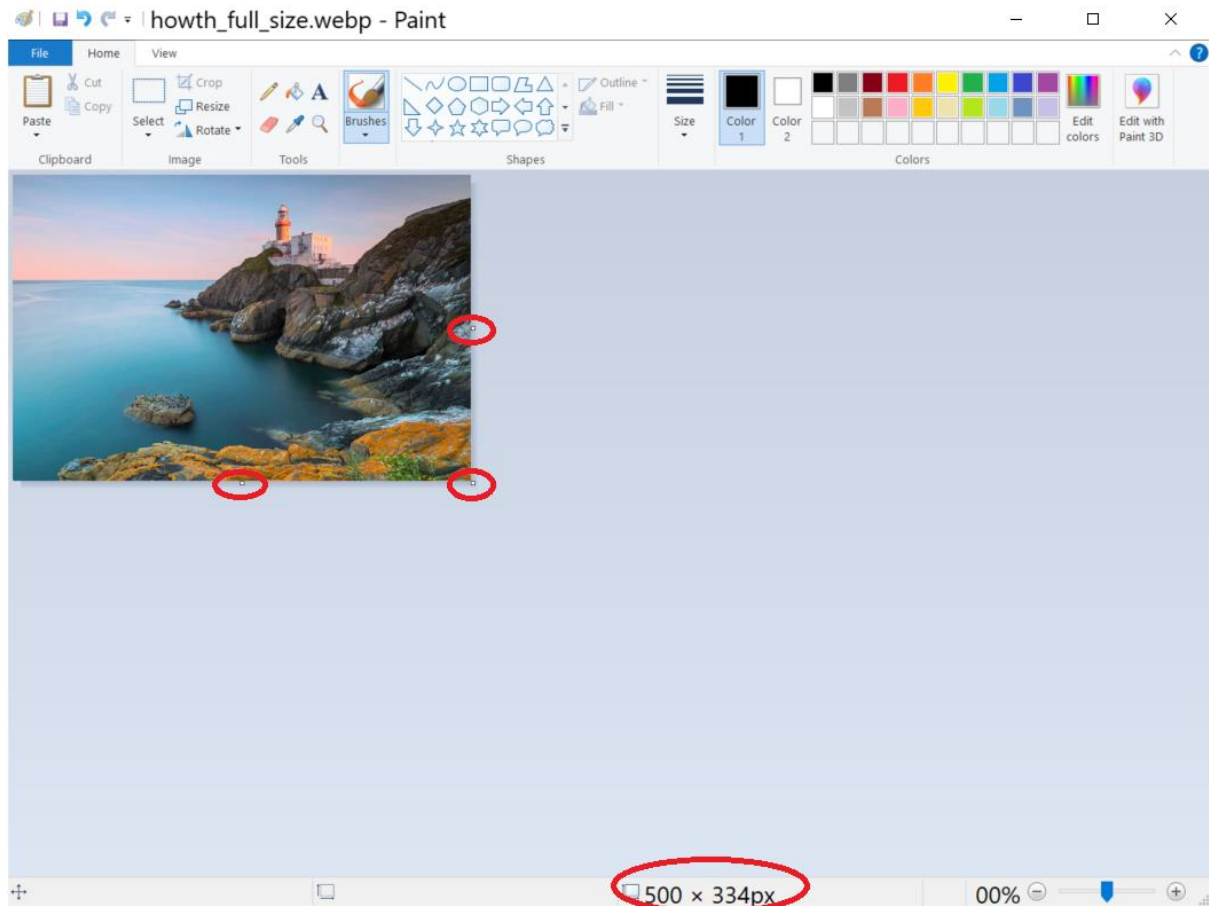 howth_full_size.webp - Paint
File Home View
Paste
Cut
Copy
Clipboard
Select
Crop
Resize
Rotate
Image
A
Tools
Brushes
Outline
Fill
Shapes
Size
Color
1
Color
2
Colors
Edit
colors
Edit with
Paint 3D
?
500 × 334px
00%